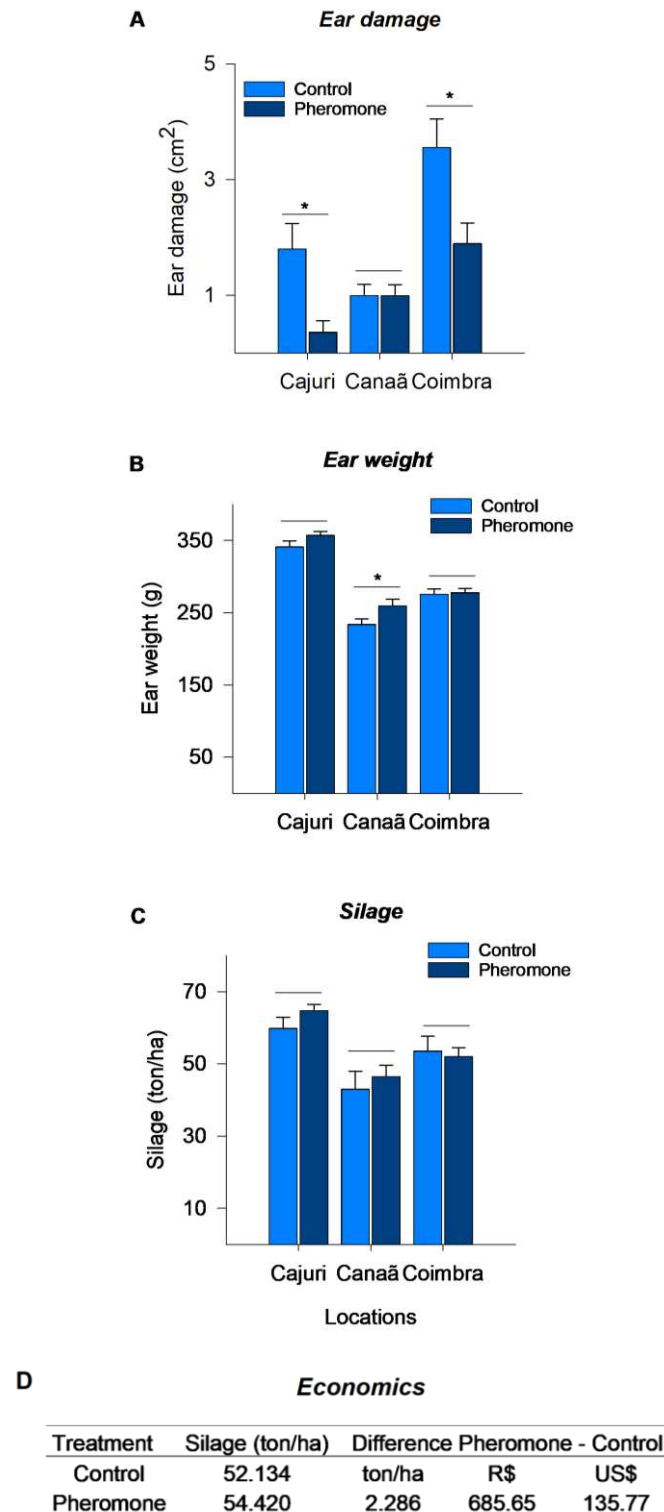 A
Ear damage
5
Control
Pheromone
*
*
3
Ear damage (cm2)
1
Cajuri Canaã Coimbra
B
Ear weight
Control
Pheromone
350
*
250
Ear weight (g)
150
50
Cajuri Canaã Coimbra
C
Silage
Control
Pheromone
70
50
Silage (ton/ha)
30
10
Cajuri Canaã Coimbra
Locations
D
Economics
Treatment Silage (ton/ha) Difference Pheromone - Control
Control 52.134 ton/ha R$ US$
Pheromone 54.420 2.286 685.65 135.77